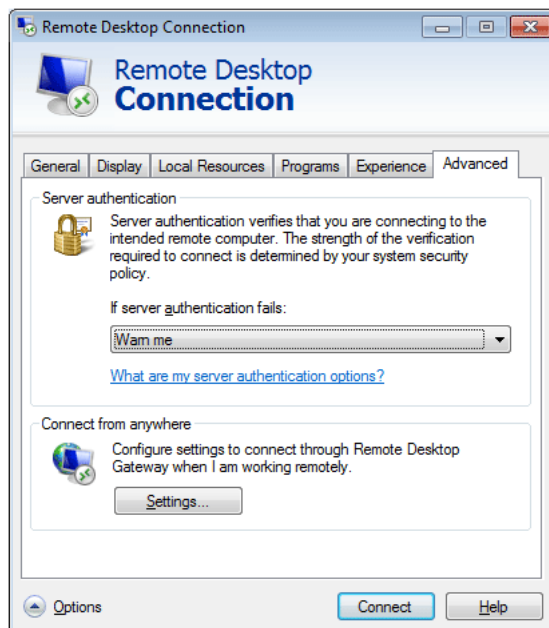 Remote Desktop Connection
Remote Desktop
Connection
General Display Local Resources Programs Experience Advanced
Server authentication
Server authentication verifies that you are connecting to the
intended remote computer. The strength of the verification
required to connect is determined by your system security
policy.
If server authentication fails:
Warn me
What are my server authentication options?
Connect from anywhere
Configure settings to connect through Remote Desktop
Gateway when I am working remotely.
Settings...
Options Connect Help